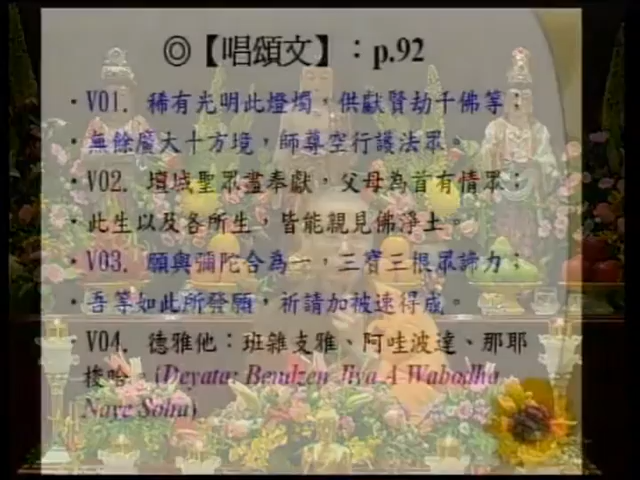 ◎【唱頌文】：p.92
· V01. 稀有光明此燈燭，供獻賢劫千佛等；
· 無餘廣大十方境，師尊空行護法眾。
· V02. 壇城聖眾盡奉獻，父母為首有情眾；
· 此生以及各所生，皆能親見佛淨土。
· V03. 願與彌陀合為一，三寶三根眾諦力；
· 吾等如此所發願，祈請加被速得成。
· V04. 德雅他：班雜支雅、阿哇波達、那耶
梭哈。(Deyata: Bendzen Jiya A Wabodha
Naye Soha)